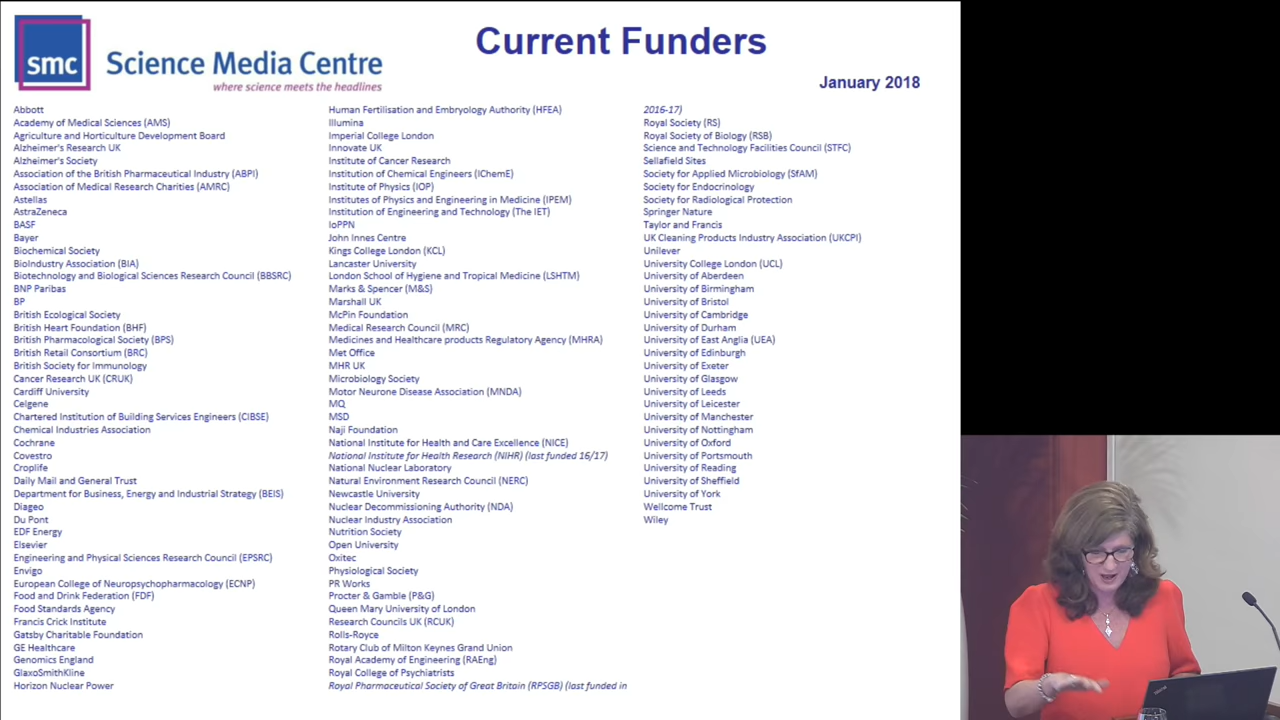 smc
Science Media Centre
where science meets the headlines
Current Funders
January 2018
Abbott
Academy of Medical Sciences (AMS)
Agriculture and Horticulture Development Board
Alzheimer's Research UK
Alzheimer's Society
Association of the British Pharmaceutical Industry (ABPI)
Association of Medical Research Charities (AMRC)
Astellas
AstraZeneca
BASF
Bayer
Biochemical Society
BioIndustry Association (BIA)
Biotechnology and Biological Sciences Research Council (BBSRC)
BNP Paribas
BP
British Ecological Society
British Heart Foundation (BHF)
British Pharmacological Society (BPS)
British Retail Consortium (BRC)
British Society for Immunology
Cancer Research UK (CRUK)
Cardiff University
Celgene
Chartered Institution of Building Services Engineers (CIBSE)
Chemical Industries Association
Cochrane
Covestro
Croplife
Daily Mail and General Trust
Department for Business, Energy and Industrial Strategy (BEIS)
Diageo
Du Pont
EDF Energy
Elsevier
Engineering and Physical Sciences Research Council (EPSRC)
Envigo
European College of Neuropsychopharmacology (ECNP)
Food and Drink Federation (FDF)
Food Standards Agency
Francis Crick Institute
Gatsby Charitable Foundation
GE Healthcare
Genomics England
GlaxoSmithKline
Horizon Nuclear Power
Human Fertilisation and Embryology Authority (HFEA)
Illumina
Imperial College London
Innovate UK
Institute of Cancer Research
Institution of Chemical Engineers (IChemE)
Institute of Physics (IOP)
Institutes of Physics and Engineering in Medicine (IPEM)
Institution of Engineering and Technology (The IET)
IoPPN
John Innes Centre
Kings College London (KCL)
Lancaster University
London School of Hygiene and Tropical Medicine (LSHTM)
Marks & Spencer (M&S)
Marshall UK
McPin Foundation
Medical Research Council (MRC)
Medicines and Healthcare products Regulatory Agency (MHRA)
Met Office
MHR UK
Microbiology Society
Motor Neurone Disease Association (MNDA)
MQ
MSD
Naji Foundation
National Institute for Health and Care Excellence (NICE)
National Institute for Health Research (NIHR) (last funded 16/17)
National Nuclear Laboratory
Natural Environment Research Council (NERC)
Newcastle University
Nuclear Decommissioning Authority (NDA)
Nuclear Industry Association
Nutrition Society
Open University
Oxitec
Physiological Society
PR Works
Procter & Gamble (P&G)
Queen Mary University of London
Research Councils UK (RCUK)
Rolls-Royce
Rotary Club of Milton Keynes Grand Union
Royal Academy of Engineering (RAEng)
Royal College of Psychiatrists
Royal Pharmaceutical Society of Great Britain (RPSGB) (last funded in
2016-17)
Royal Society (RS)
Royal Society of Biology (RSB)
Science and Technology Facilities Council (STFC)
Sellafield Sites
Society for Applied Microbiology (SfAM)
Society for Endocrinology
Society for Radiological Protection
Springer Nature
Taylor and Francis
UK Cleaning Products Industry Association (UKCPI)
Unilever
University College London (UCL)
University of Aberdeen
University of Birmingham
University of Bristol
University of Cambridge
University of Durham
University of East Anglia (UEA)
University of Edinburgh
University of Exeter
University of Glasgow
University of Leeds
University of Leicester
University of Manchester
University of Nottingham
University of Oxford
University of Portsmouth
University of Reading
University of Sheffield
University of York
Wellcome Trust
Wiley